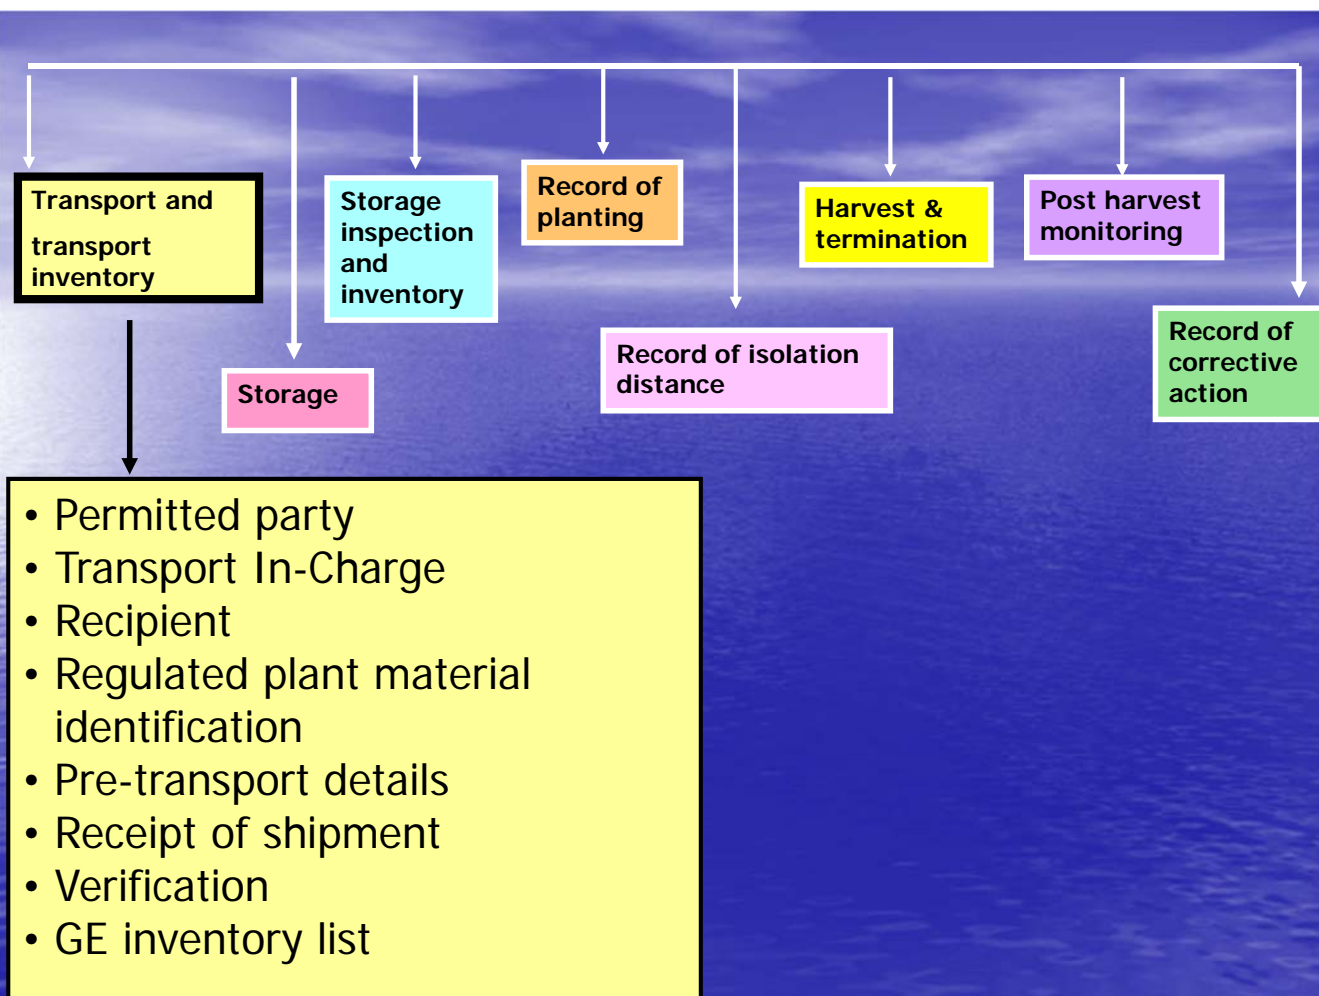 Transport and
transport
inventory
Storage
Storage
inspection
and
inventory
Record of
planting
Record of isolation
distance
Harvest &
termination
Post harvest
monitoring
Record of
corrective
action
• Permitted party
• Transport In-Charge
• Recipient
• Regulated plant material
identification
• Pre-transport details
• Receipt of shipment
• Verification
• GE inventory list